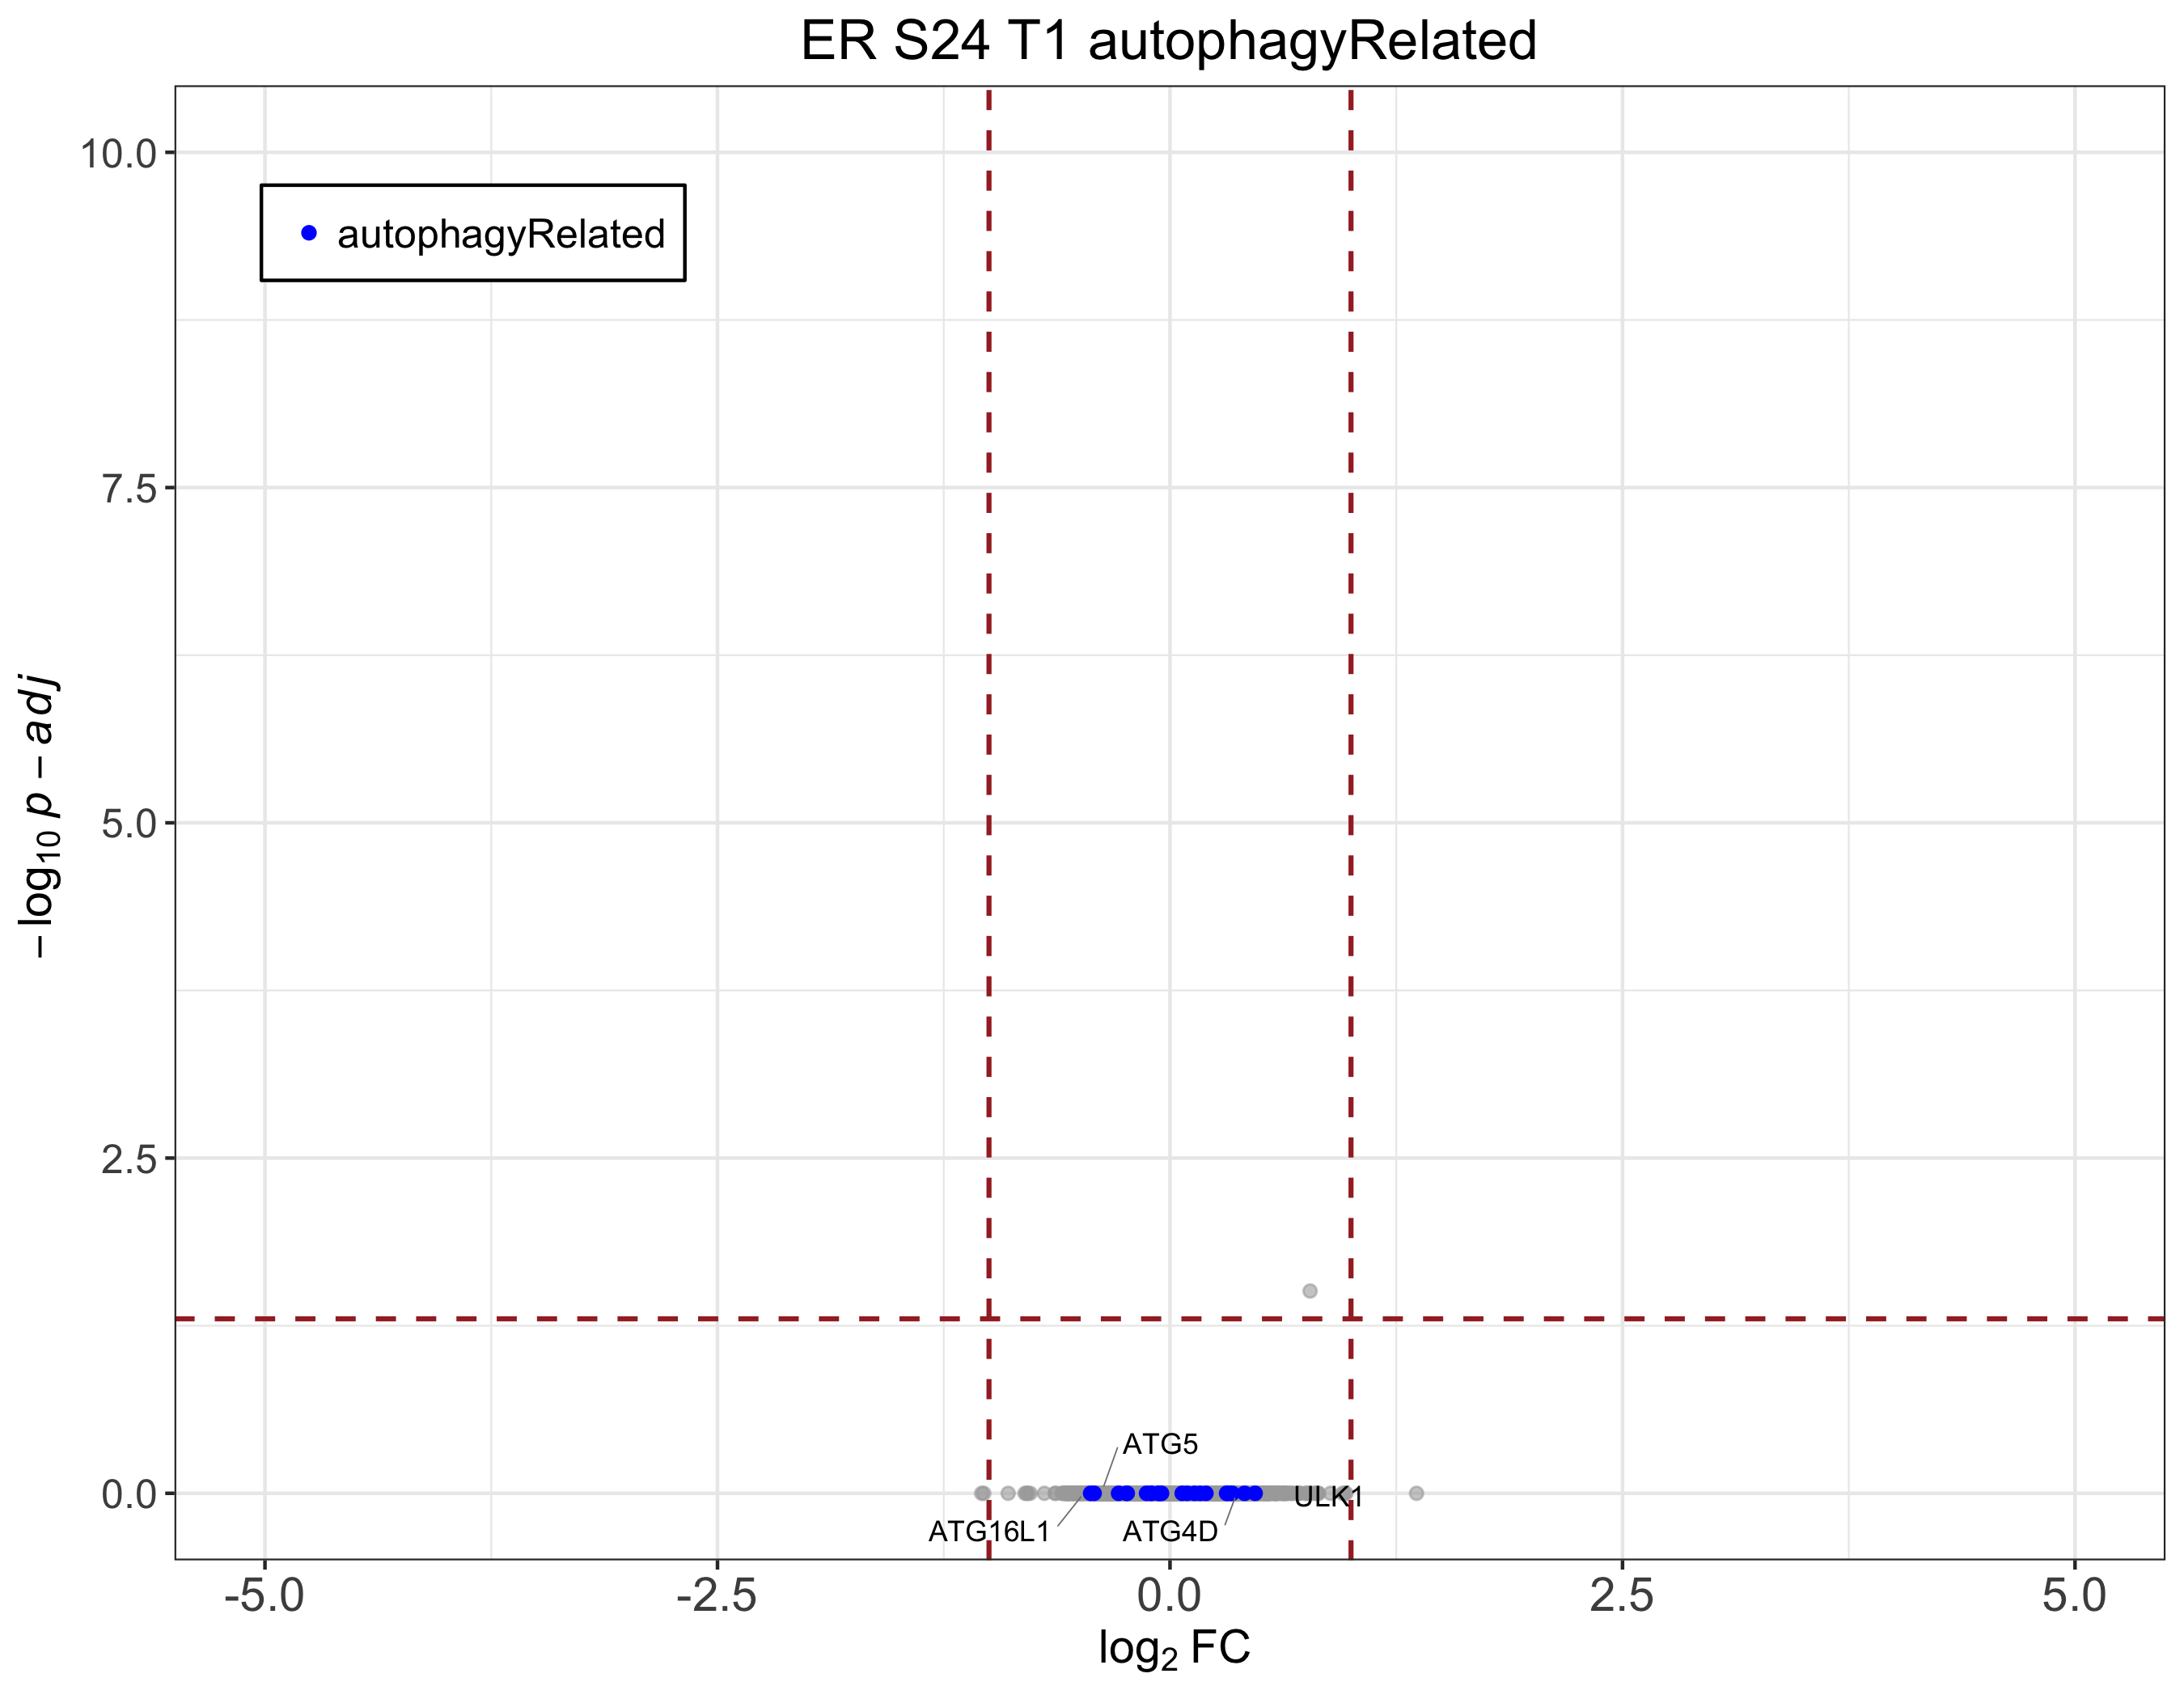 ER S24 T1 autophagyRelated
autophagyRelated
10.0
7.5
5.0
2.5
0.0
−log10 p − adj
ATG5
ULK1
ATG16L1
ATG4D
-5.0
-2.5
0.0
2.5
5.0
log2 FC